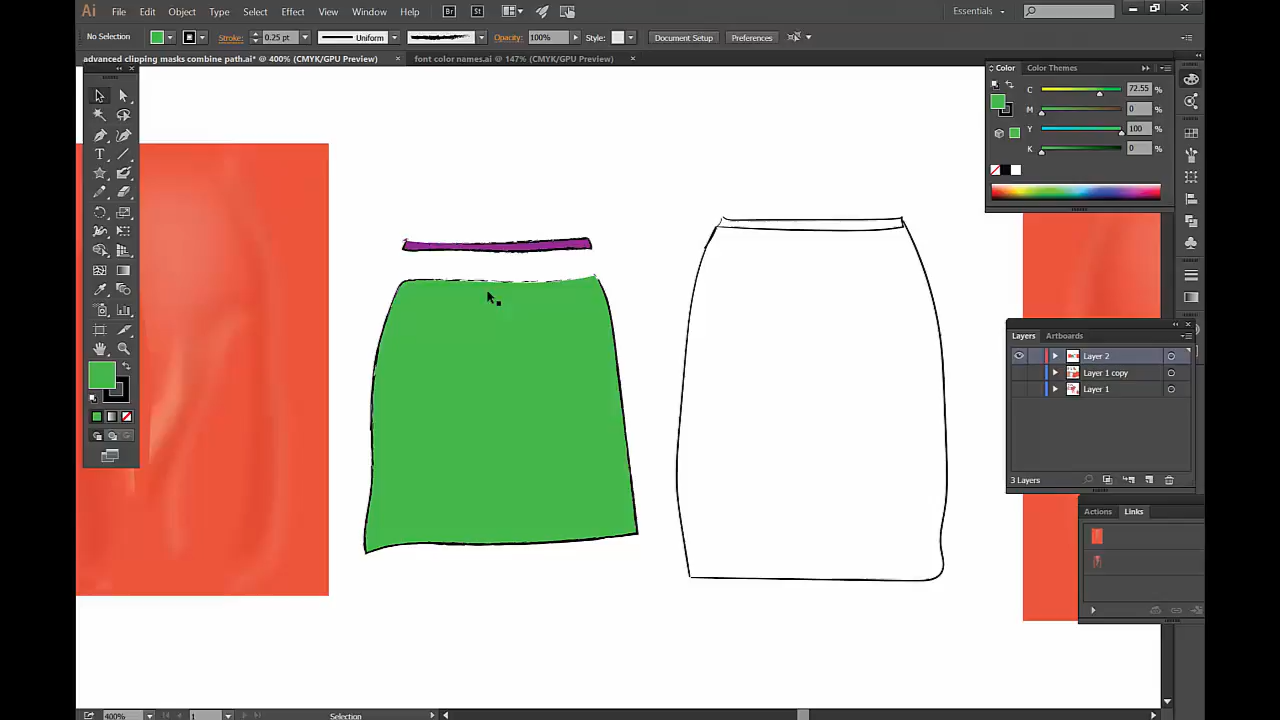 Ai File Edit Object Type Select Effect View Window Help Br St Essentials
No Selection Stroke: 0.25 pt Uniform Opacity: 100% Style: Document Setup Preferences
advanced clipping masks combine path.ai* @ 400% (CMYK/GPU Preview) × font color names.ai @ 147% (CMYK/GPU Preview) ×
Color Color Themes
C 72.55 %
M 0 %
Y 100 %
K 0 %
Layers Artboards
Layer 2
Layer 1 copy
Layer 1
3 Layers
Actions Links
400% 1 Selection